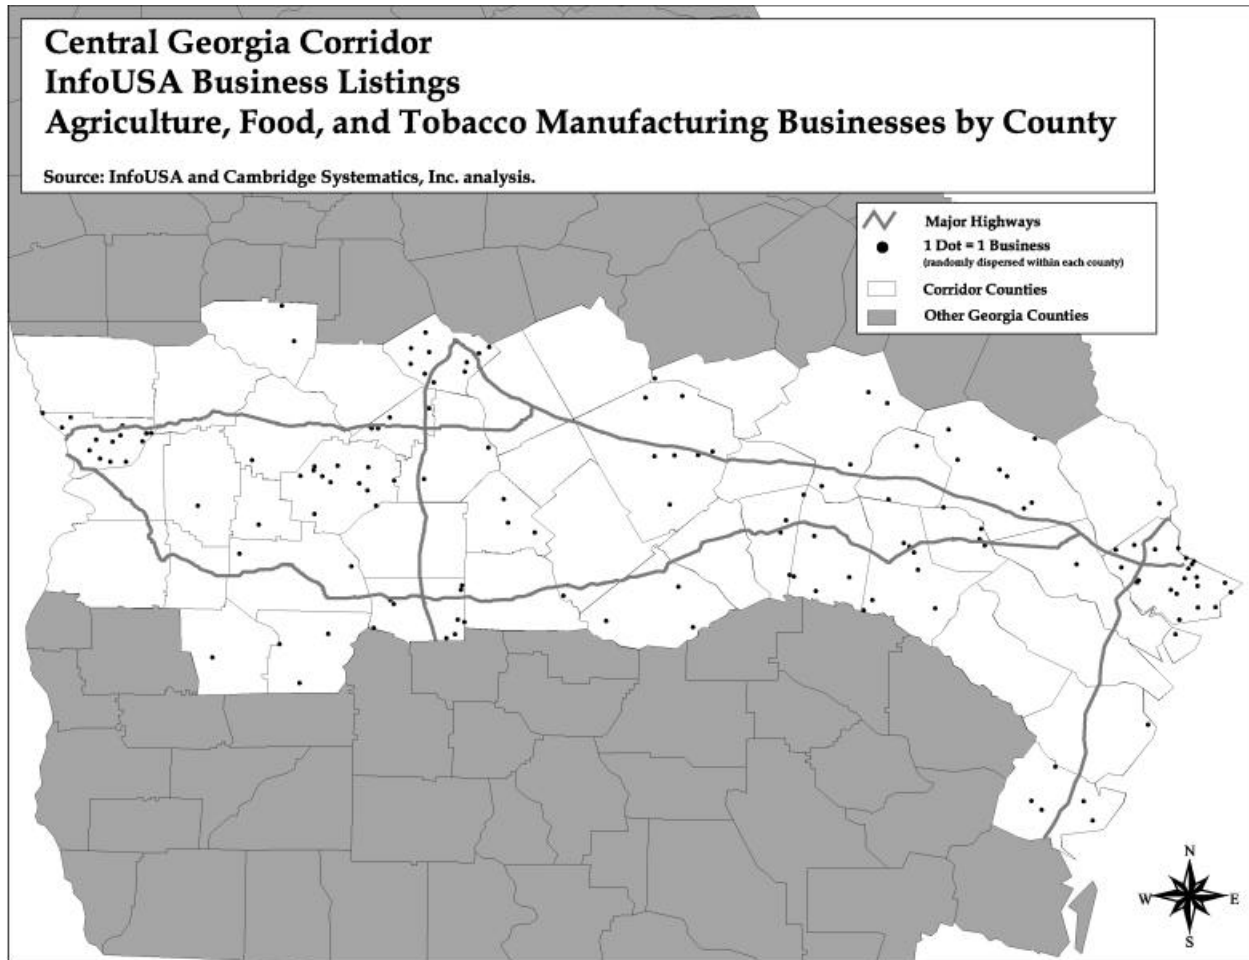 Central Georgia Corridor
InfoUSA Business Listings
Agriculture, Food, and Tobacco Manufacturing Businesses by County
Source: InfoUSA and Cambridge Systematics, Inc. analysis.
Major Highways
1 Dot = 1 Business
(randomly dispersed within each county)
Corridor Counties
Other Georgia Counties
N
W E
S